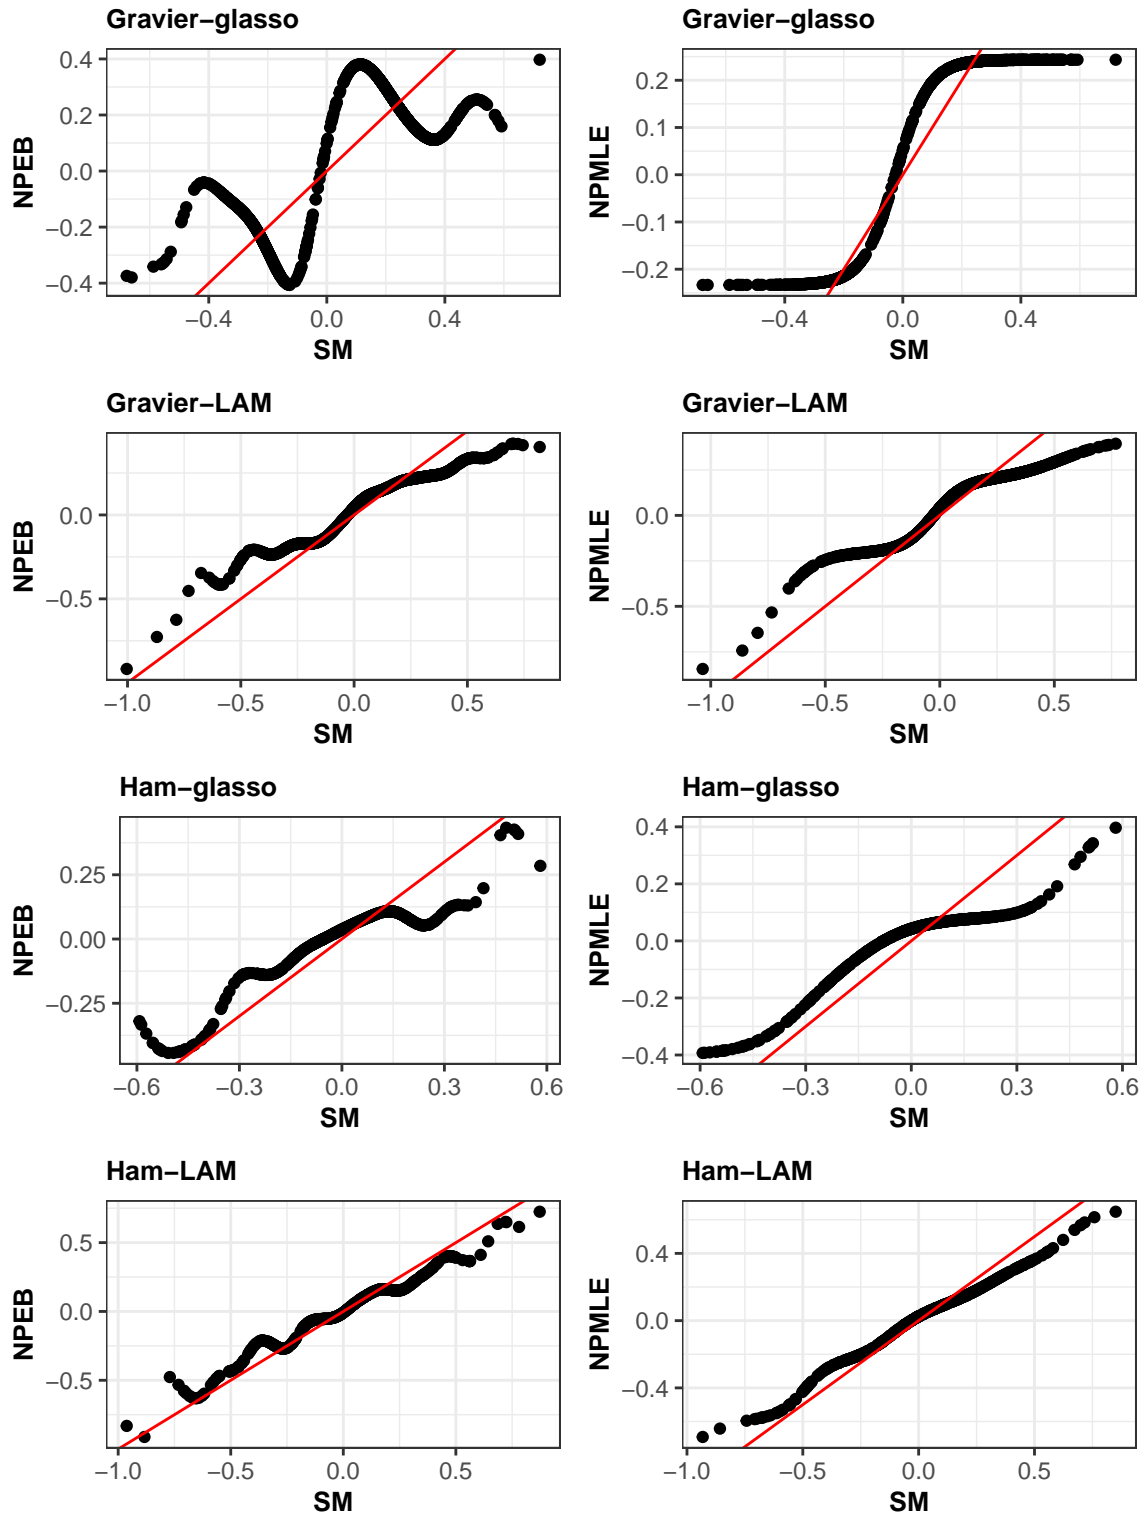 Gravier−glasso
NPEB
0.4
0.2
0.0
−0.2
−0.4
−0.4 0.0 0.4
SM
Gravier−glasso
NPMLE
0.2
0.1
0.0
−0.1
−0.2
−0.4 0.0 0.4
SM
Gravier−LAM
NPEB
0.0
−0.5
−1.0 −0.5 0.0 0.5
SM
Gravier−LAM
NPMLE
0.0
−0.5
−1.0 −0.5 0.0 0.5
SM
Ham−glasso
NPEB
0.25
0.00
−0.25
−0.6 −0.3 0.0 0.3 0.6
SM
Ham−glasso
NPMLE
0.4
0.2
0.0
−0.2
−0.4
−0.6 −0.3 0.0 0.3 0.6
SM
Ham−LAM
NPEB
0.5
0.0
−0.5
−1.0 −0.5 0.0 0.5
SM
Ham−LAM
NPMLE
0.4
0.0
−0.4
−1.0 −0.5 0.0 0.5
SM